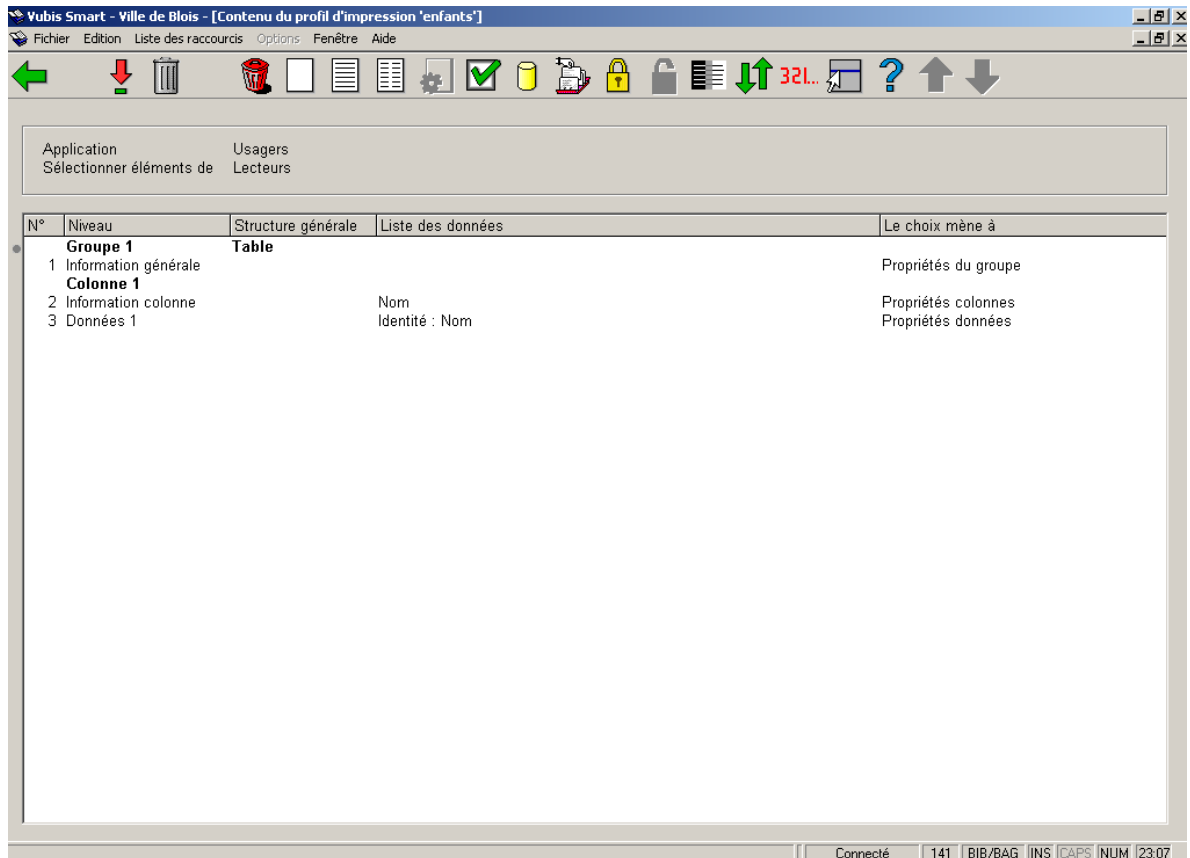 Vubis Smart - Ville de Blois - [Contenu du profil d'impression 'enfants']
Fichier Edition Liste des raccourcis Options Fenêtre Aide
321...
Application Usagers
Sélectionner éléments de Lecteurs
N° Niveau Structure générale Liste des données Le choix mène à
Groupe 1 Table
1 Information générale Propriétés du groupe
Colonne 1
2 Information colonne Nom Propriétés colonnes
3 Données 1 Identité : Nom Propriétés données
Connecté 141 BIB/BAG INS CAPS NUM 23:07